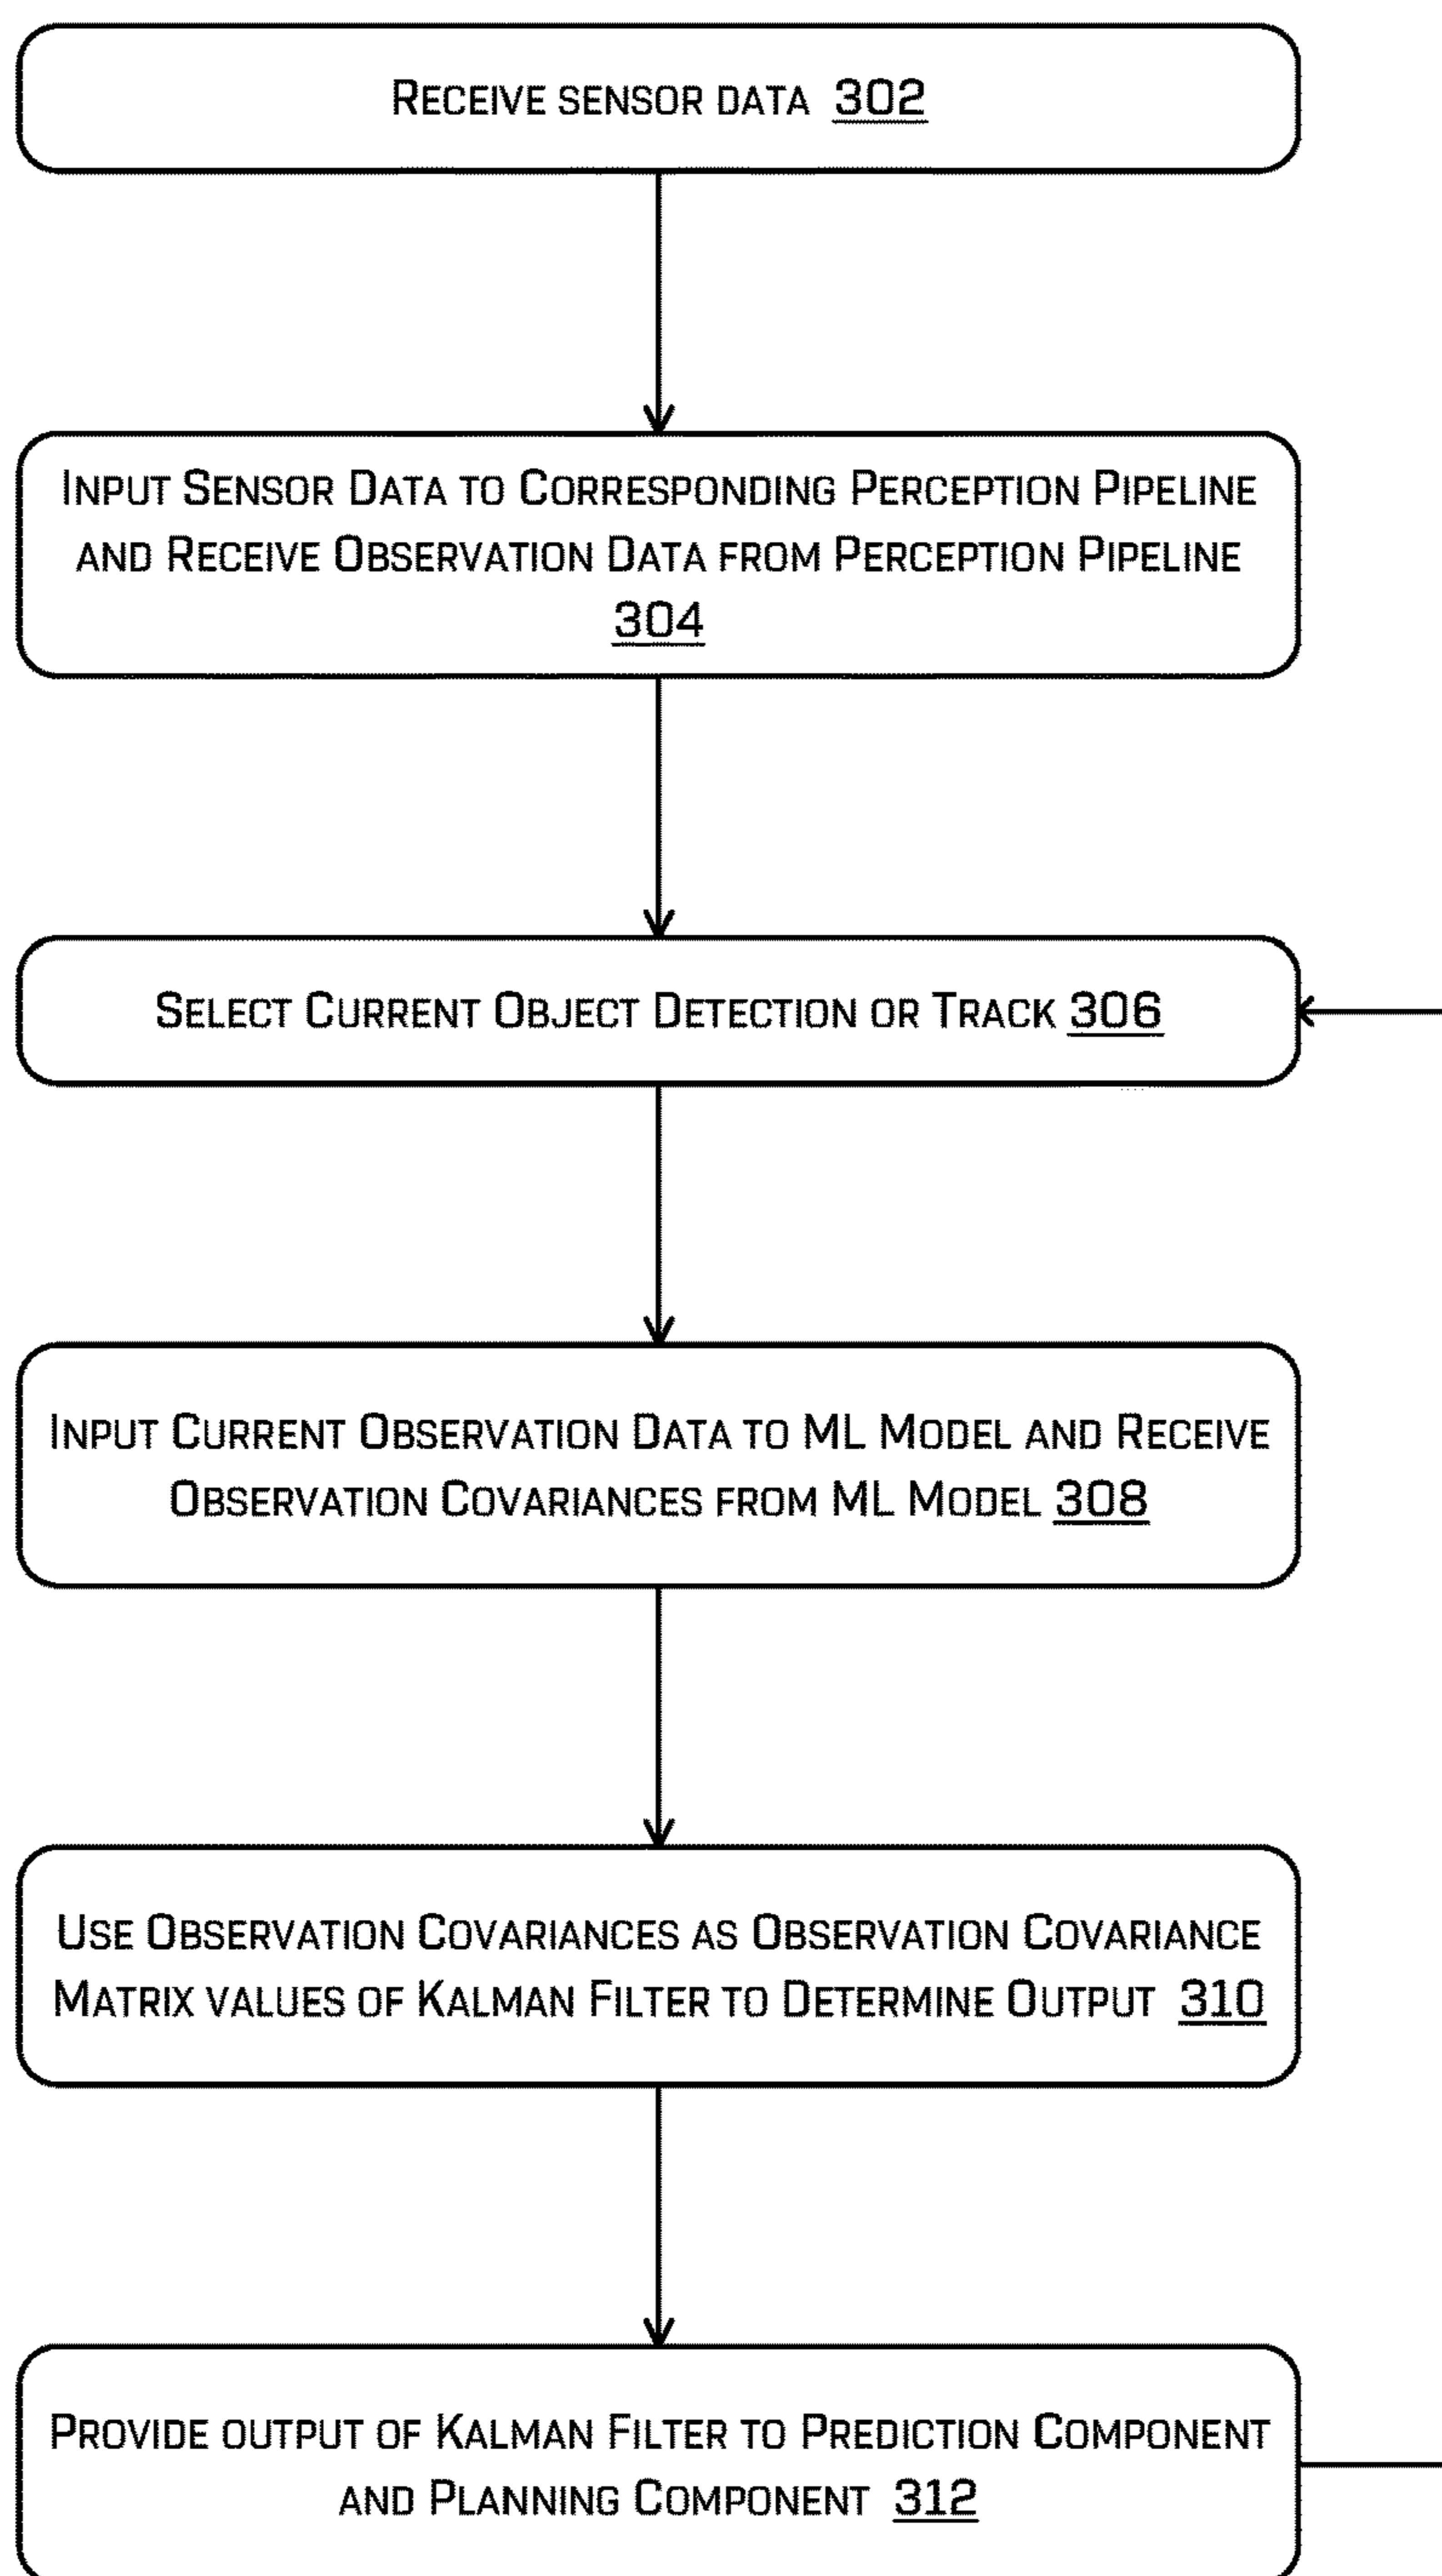 RECEIVE SENSOR DATA 302
INPUT SENSOR DATA TO CORRESPONDING PERCEPTION PIPELINE
AND RECEIVE OBSERVATION DATA FROM PERCEPTION PIPELINE
304
SELECT CURRENT OBJECT DETECTION OR TRACK 306
INPUT CURRENT OBSERVATION DATA TO ML MODEL AND RECEIVE
OBSERVATION COVARIANCES FROM ML MODEL 308
USE OBSERVATION COVARIANCES AS OBSERVATION COVARIANCE
MATRIX VALUES OF KALMAN FILTER TO DETERMINE OUTPUT 310
PROVIDE OUTPUT OF KALMAN FILTER TO PREDICTION COMPONENT
AND PLANNING COMPONENT 312